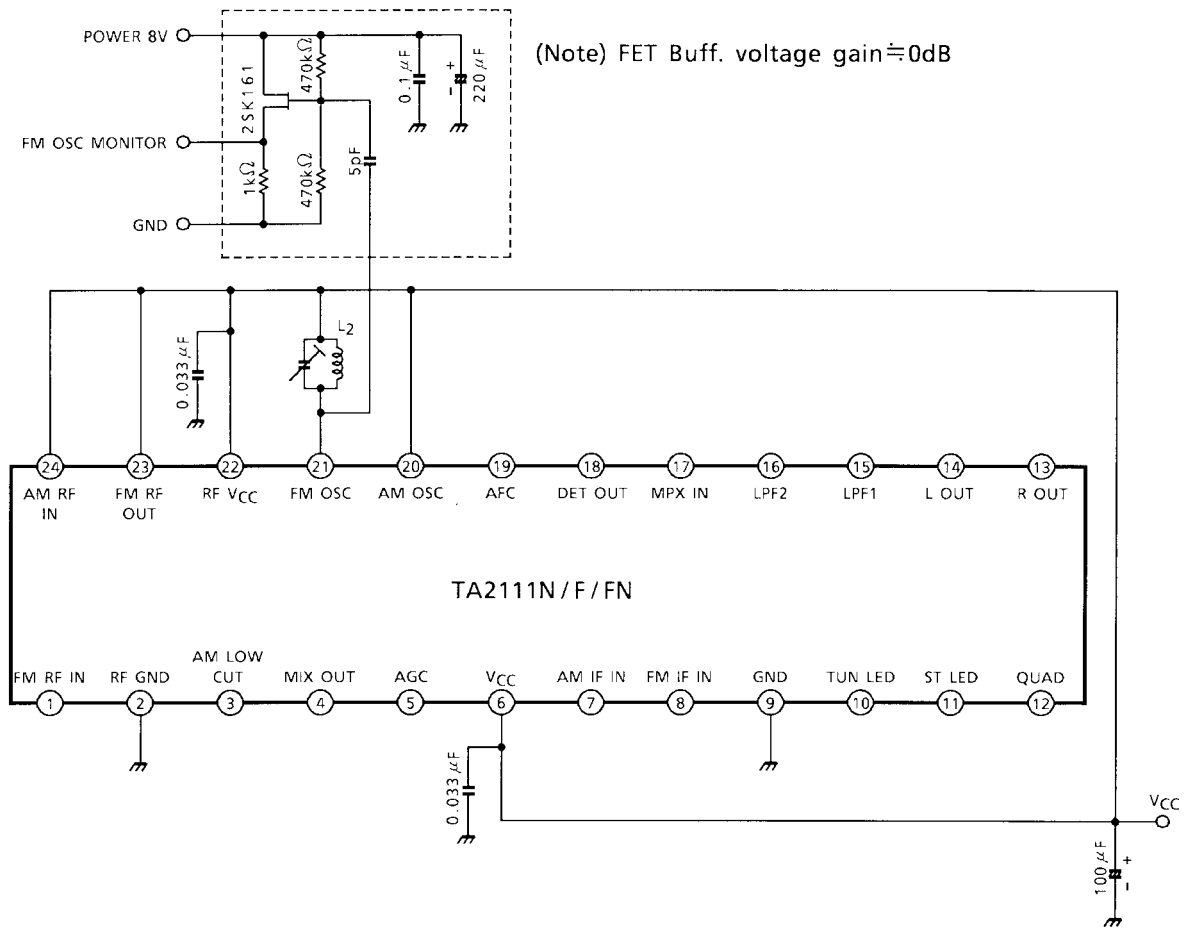 POWER 8V
(Note) FET Buff. voltage gain≒0dB
2SK161
470kΩ
0.1μF
- +
220μF
FM OSC MONITOR
1kΩ
470kΩ
5pF
GND
0.033μF
L2
24 23 22 21 20 19 18 17 16 15 14 13
AM RF IN
FM RF OUT
RF VCC
FM OSC
AM OSC
AFC
DET OUT
MPX IN
LPF2
LPF1
L OUT
R OUT
TA2111N/F/FN
FM RF IN
RF GND
AM LOW CUT
MIX OUT
AGC
VCC
AM IF IN
FM IF IN
GND
TUN LED
ST LED
QUAD
1 2 3 4 5 6 7 8 9 10 11 12
0.033μF
VCC
100μF
+
-